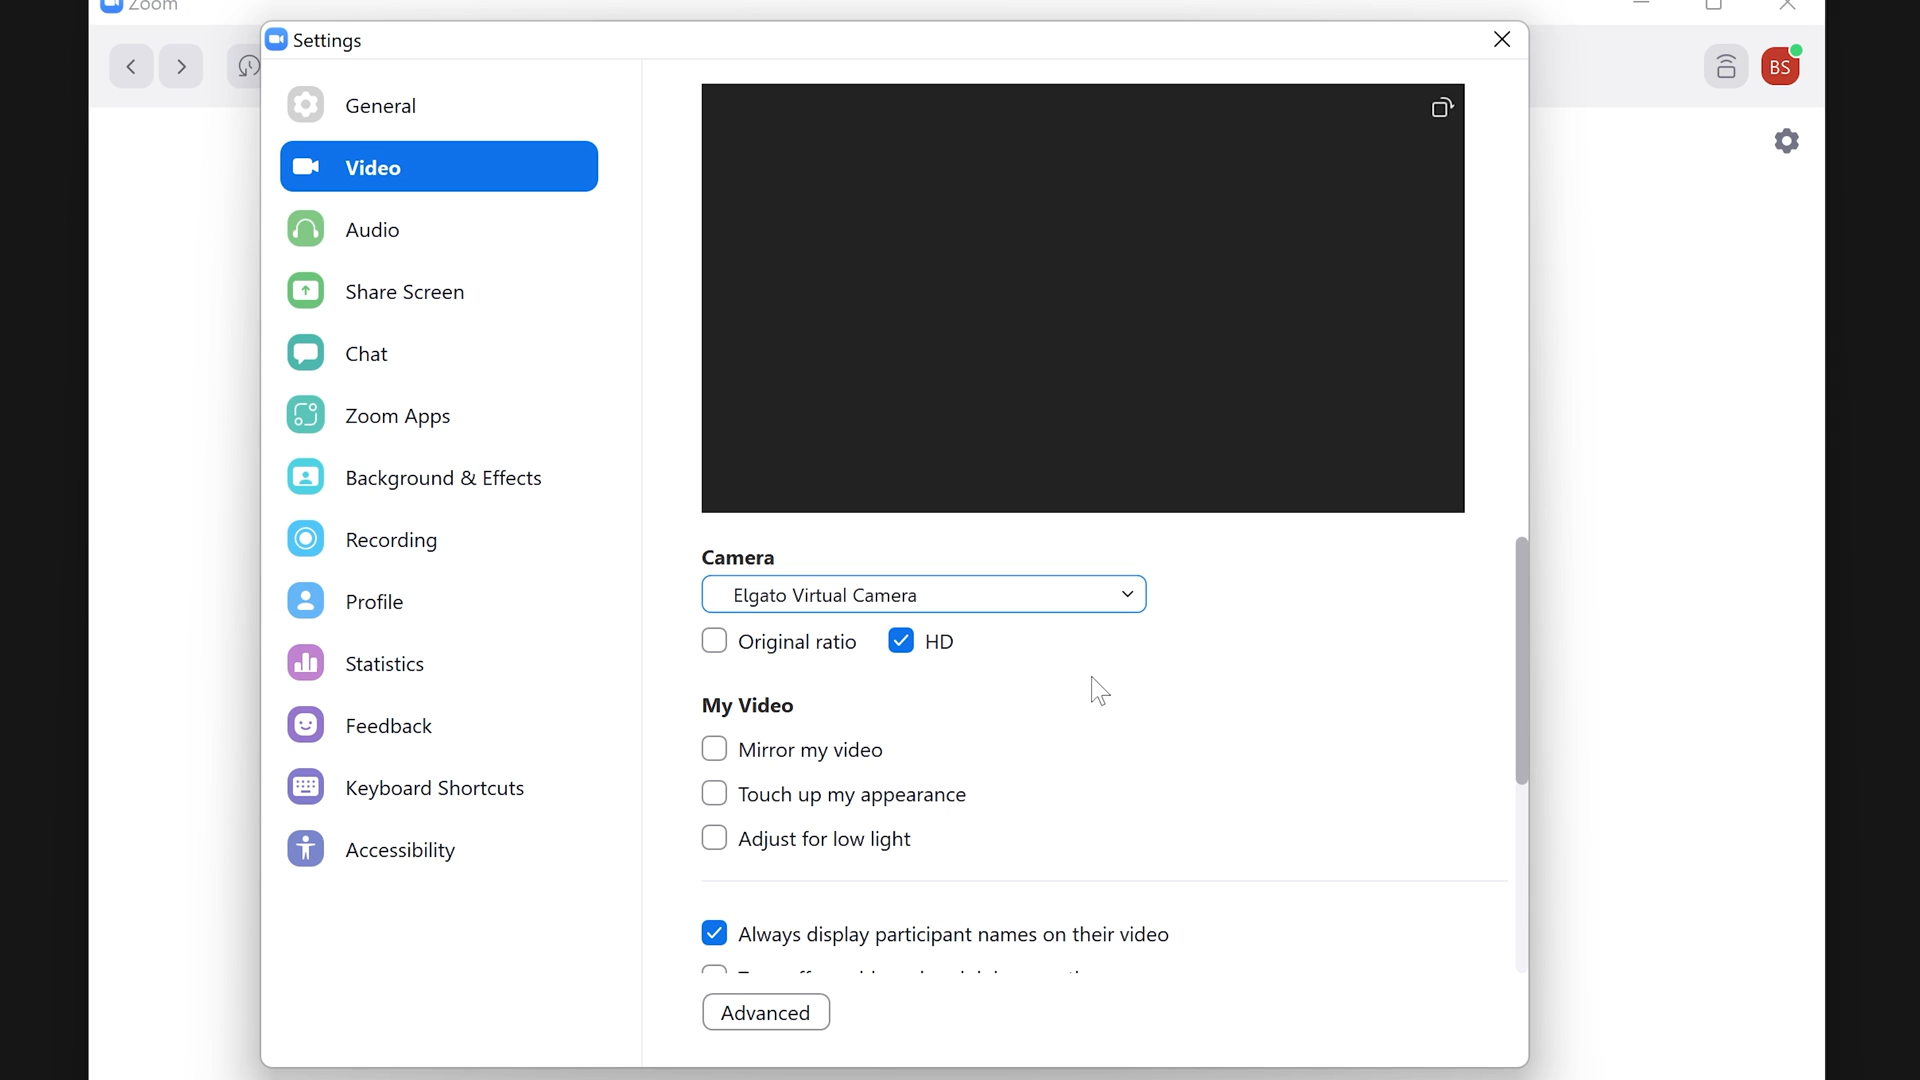 Zoom
Settings
BS
General
Video
Audio
Share Screen
Chat
Zoom Apps
Background & Effects
Recording
Profile
Statistics
Feedback
Keyboard Shortcuts
Accessibility
Camera
Elgato Virtual Camera
Original ratio HD
My Video
Mirror my video
Touch up my appearance
Adjust for low light
Always display participant names on their video
Advanced